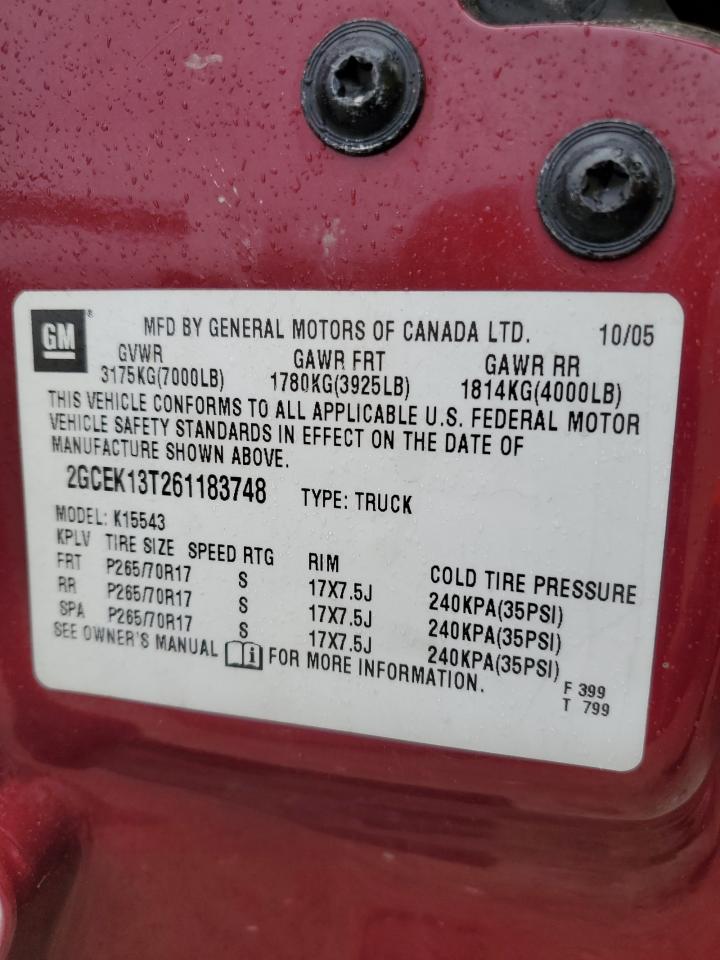 GM® MFD BY GENERAL MOTORS OF CANADA LTD. 10/05
GVWR GAWR FRT GAWR RR
3175KG(7000LB) 1780KG(3925LB) 1814KG(4000LB)
THIS VEHICLE CONFORMS TO ALL APPLICABLE U.S. FEDERAL MOTOR
VEHICLE SAFETY STANDARDS IN EFFECT ON THE DATE OF
MANUFACTURE SHOWN ABOVE.
2GCEK13T261183748 TYPE: TRUCK
MODEL: K15543
KPLV TIRE SIZE SPEED RTG RIM COLD TIRE PRESSURE
FRT P265/70R17 S 17X7.5J 240KPA(35PSI)
RR P265/70R17 S 17X7.5J 240KPA(35PSI)
SPA P265/70R17 S 17X7.5J 240KPA(35PSI)
SEE OWNER'S MANUAL i FOR MORE INFORMATION.
F 399
T 799